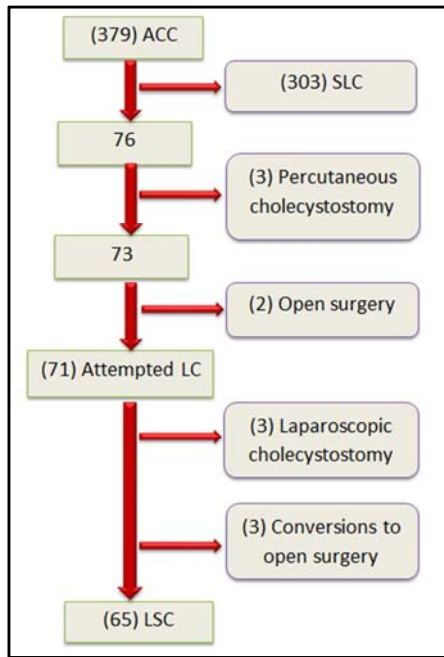 (379) ACC
(303) SLC
76
(3) Percutaneous
cholecystostomy
73
(2) Open surgery
(71) Attempted LC
(3) Laparoscopic
cholecystostomy
(3) Conversions to
open surgery
(65) LSC